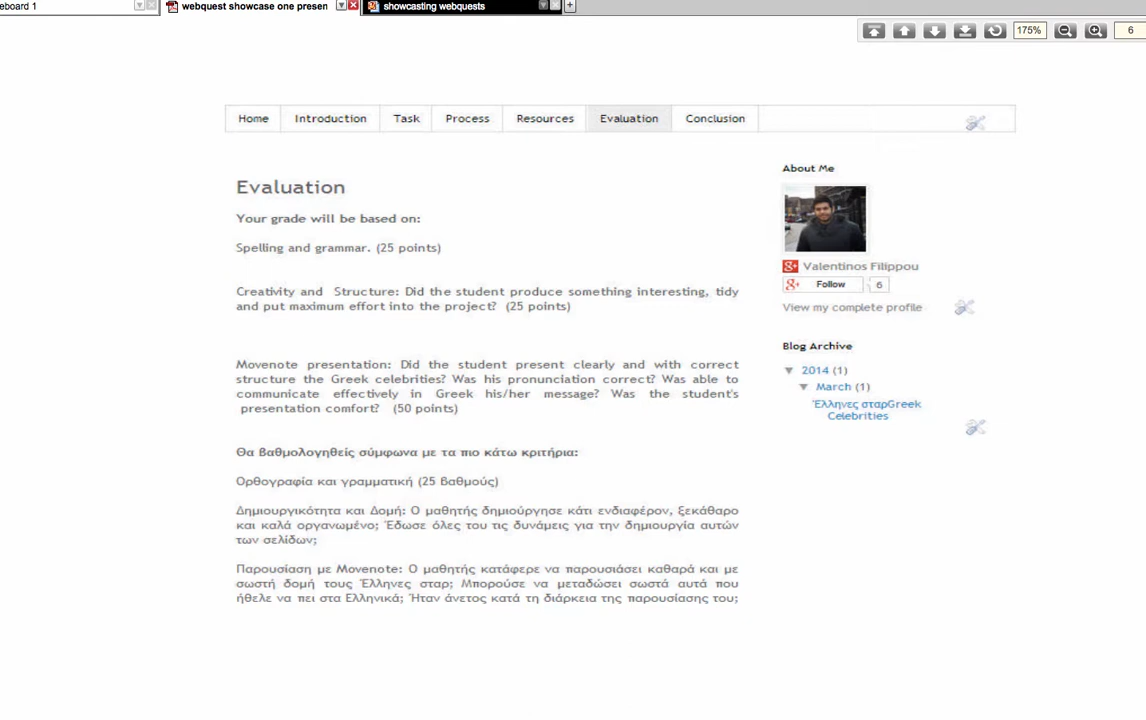 eboard 1
webquest showcase one presen
showcasting webquests
175%
6
Home Introduction Task Process Resources Evaluation Conclusion
Evaluation
Your grade will be based on:
Spelling and grammar. (25 points)
Creativity and Structure: Did the student produce something interesting, tidy
and put maximum effort into the project? (25 points)
Movenote presentation: Did the student present clearly and with correct
structure the Greek celebrities? Was his pronunciation correct? Was able to
communicate effectively in Greek his/her message? Was the student's
presentation comfort? (50 points)
Θα βαθμολογηθείς σύμφωνα με τα πιο κάτω κριτήρια:
Ορθογραφία και γραμματική (25 βαθμούς)
Δημιουργικότητα και Δομή: Ο μαθητής δημιούργησε κάτι ενδιαφέρον, ξεκάθαρο
και καλά οργανωμένο; Έδωσε όλες του τις δυνάμεις για την δημιουργία αυτών
των σελίδων;
Παρουσίαση με Movenote: Ο μαθητής κατάφερε να παρουσιάσει καθαρά και με
σωστή δομή τους Έλληνες σταρ; Μπορούσε να μεταδώσει σωστά αυτά που
ήθελε να πει στα Ελληνικά; Ήταν άνετος κατά τη διάρκεια της παρουσίασης του;
About Me
Valentinos Filippou
Follow 6
View my complete profile
Blog Archive
2014 (1)
March (1)
Έλληνες σταρGreek
Celebrities